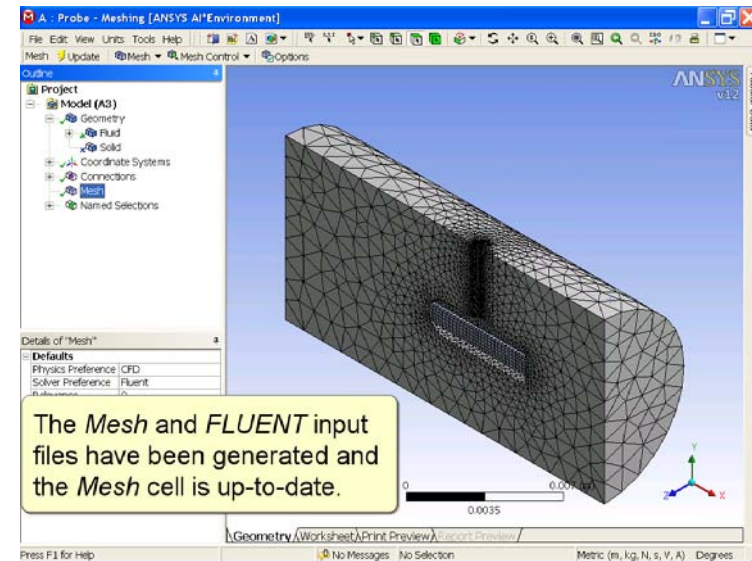 A : Probe - Meshing [ANSYS AI*Environment]
File Edit View Units Tools Help
Mesh Update Mesh Mesh Control Options
Outline
ANSYS
v12
Project
Model (A3)
Geometry
Fluid
Solid
Coordinate Systems
Connections
Mesh
Named Selections
Details of "Mesh"
Defaults
Physics Preference CFD
Solver Preference Fluent
The Mesh and FLUENT input
files have been generated and
the Mesh cell is up-to-date.
0
0.0035
Y
Z
X
Geometry Worksheet Print Preview Report Preview
Press F1 for Help No Messages No Selection Metric (m, kg, N, s, V, A) Degrees